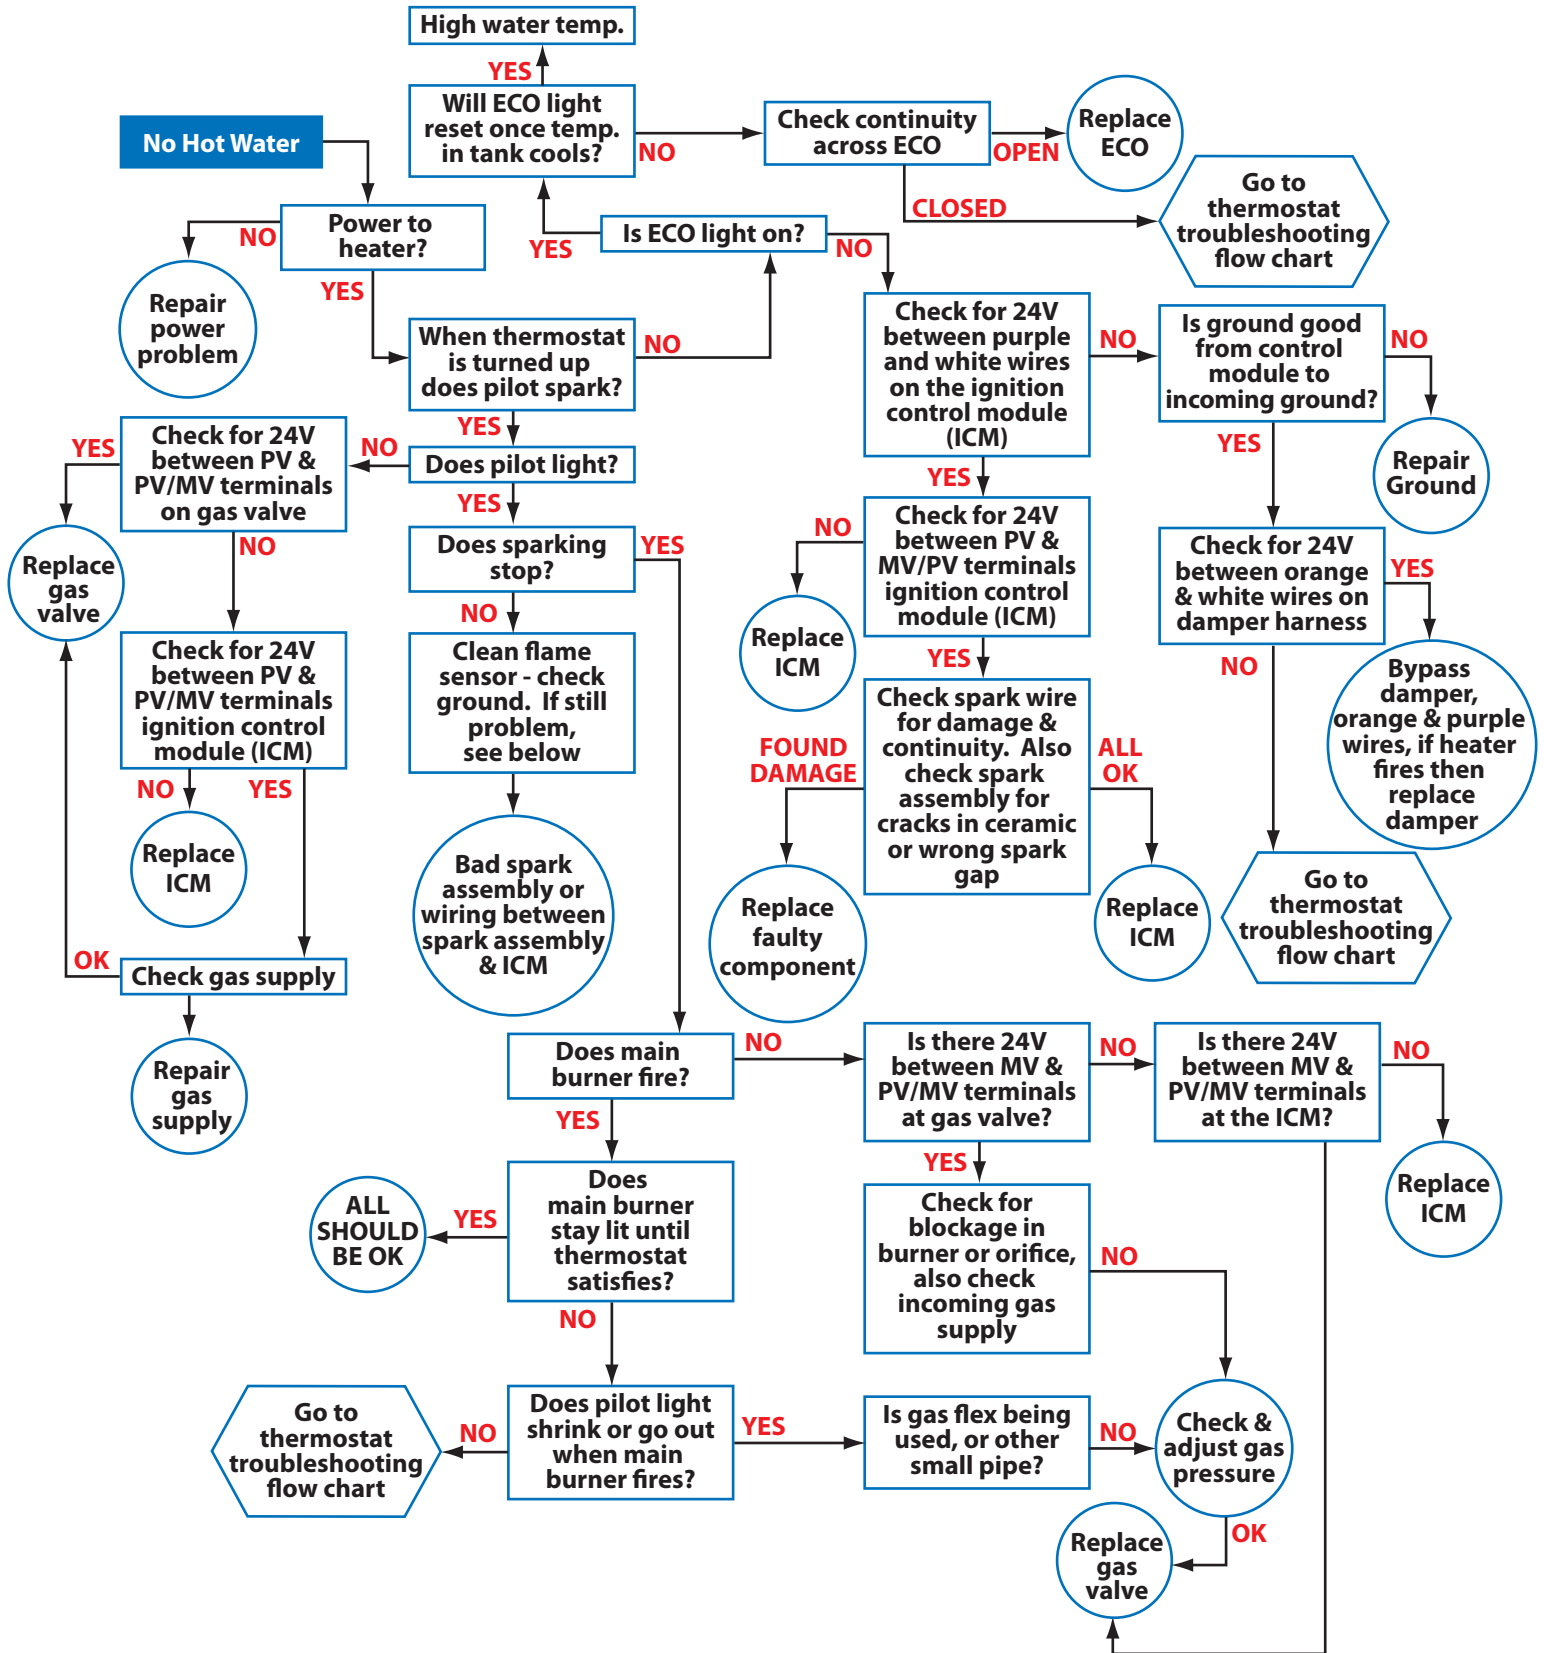 High water temp.
YES
Will ECO light
reset once temp.
in tank cools?
NO
Check continuity
across ECO
OPEN
Replace
ECO
CLOSED
Go to
thermostat
troubleshooting
flow chart
No Hot Water
Power to
heater?
NO
Repair
power
problem
YES
Is ECO light on?
YES
NO
When thermostat
is turned up
does pilot spark?
NO
YES
Check for 24V
between purple
and white wires
on the ignition
control module
(ICM)
NO
Is ground good
from control
module to
incoming ground?
NO
Repair
Ground
YES
YES
Does pilot light?
NO
YES
Check for 24V
between PV &
PV/MV terminals
on gas valve
YES
Replace
gas
valve
NO
Check for 24V
between PV &
PV/MV terminals
ignition control
module (ICM)
NO
YES
Replace
ICM
OK
Check gas supply
Repair
gas
supply
Does sparking
stop?
YES
NO
Clean flame
sensor - check
ground. If still
problem,
see below
Bad spark
assembly or
wiring between
spark assembly
& ICM
Check for 24V
between PV &
MV/PV terminals
ignition control
module (ICM)
NO
Replace
ICM
YES
Check spark wire
for damage &
continuity. Also
check spark
assembly for
cracks in ceramic
or wrong spark
gap
FOUND
DAMAGE
ALL
OK
Replace
faulty
component
Replace
ICM
Check for 24V
between orange
& white wires on
damper harness
YES
NO
Bypass
damper,
orange & purple
wires, if heater
fires then
replace
damper
Go to
thermostat
troubleshooting
flow chart
Does main
burner fire?
NO
YES
Is there 24V
between MV &
PV/MV terminals
at gas valve?
NO
Is there 24V
between MV &
PV/MV terminals
at the ICM?
NO
Replace
ICM
YES
Check for
blockage in
burner or orifice,
also check
incoming gas
supply
NO
Does
main burner
stay lit until
thermostat
satisfies?
YES
ALL
SHOULD
BE OK
NO
Does pilot light
shrink or go out
when main
burner fires?
NO
Go to
thermostat
troubleshooting
flow chart
YES
Is gas flex being
used, or other
small pipe?
NO
Check &
adjust gas
pressure
OK
Replace
gas
valve